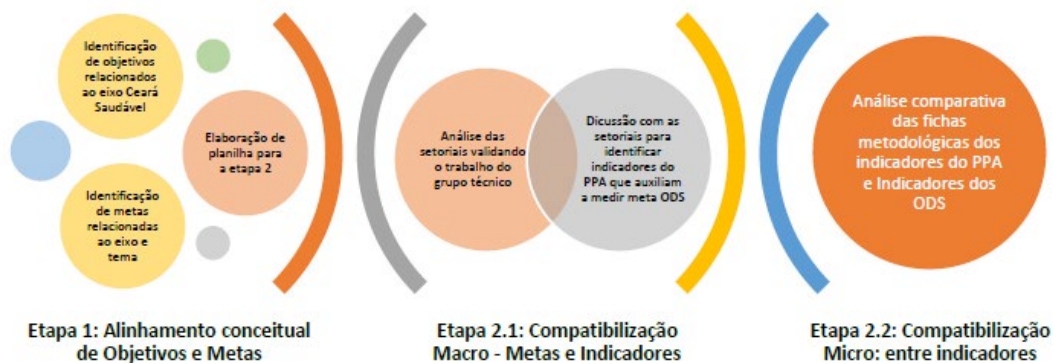 Identificação
de objetivos
relacionados
ao eixo Ceará
Saudável
Elaboração de
planilha para
a etapa 2
Identificação
de metas
relacionadas
ao eixo e
tema
Etapa 1: Alinhamento conceitual
de Objetivos e Metas
Análise das
setoriais validando
o trabalho do
grupo técnico
Dicussão com as
setoriais para
identificar
indicadores do
PPA que auxiliam
a medir meta ODS
Etapa 2.1: Compatibilização
Macro - Metas e Indicadores
Análise comparativa
das fichas
metodológicas dos
indicadores do PPA
e Indicadores dos
ODS
Etapa 2.2: Compatibilização
Micro: entre indicadores